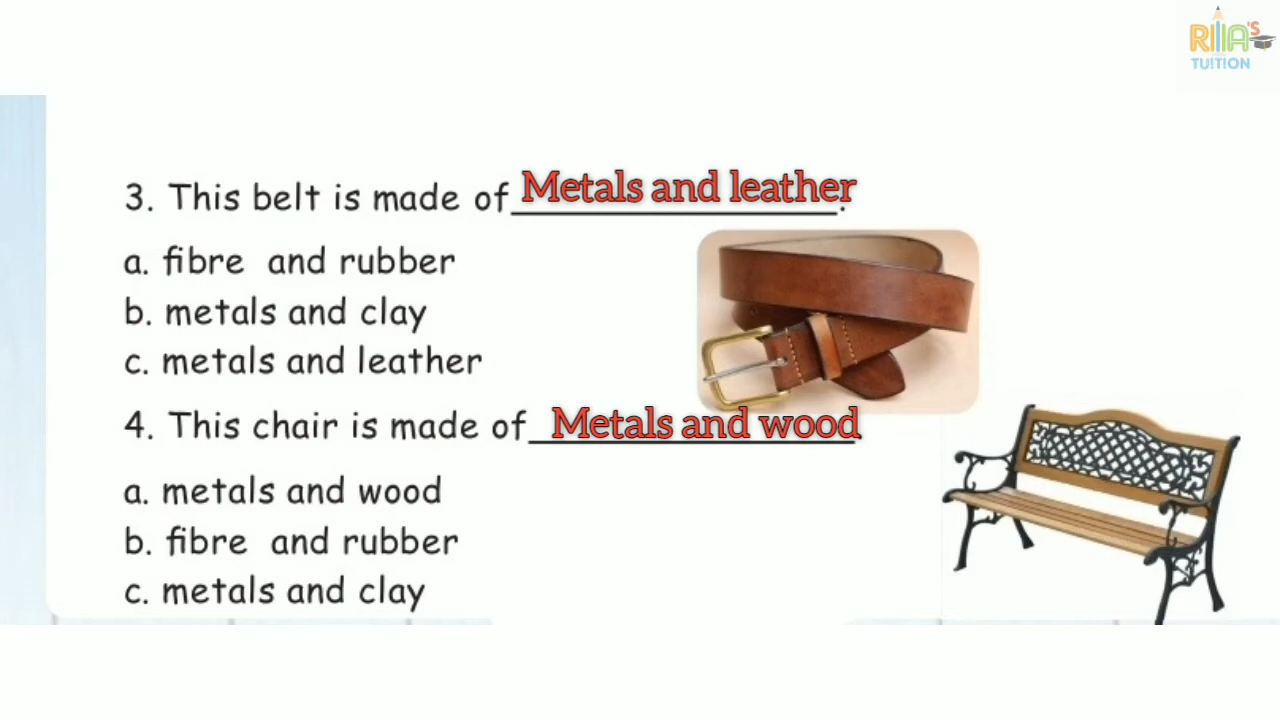 RIIA'S
TUITION
3. This belt is made of Metals and leather.
a. fibre and rubber
b. metals and clay
c. metals and leather
4. This chair is made of Metals and wood.
a. metals and wood
b. fibre and rubber
c. metals and clay